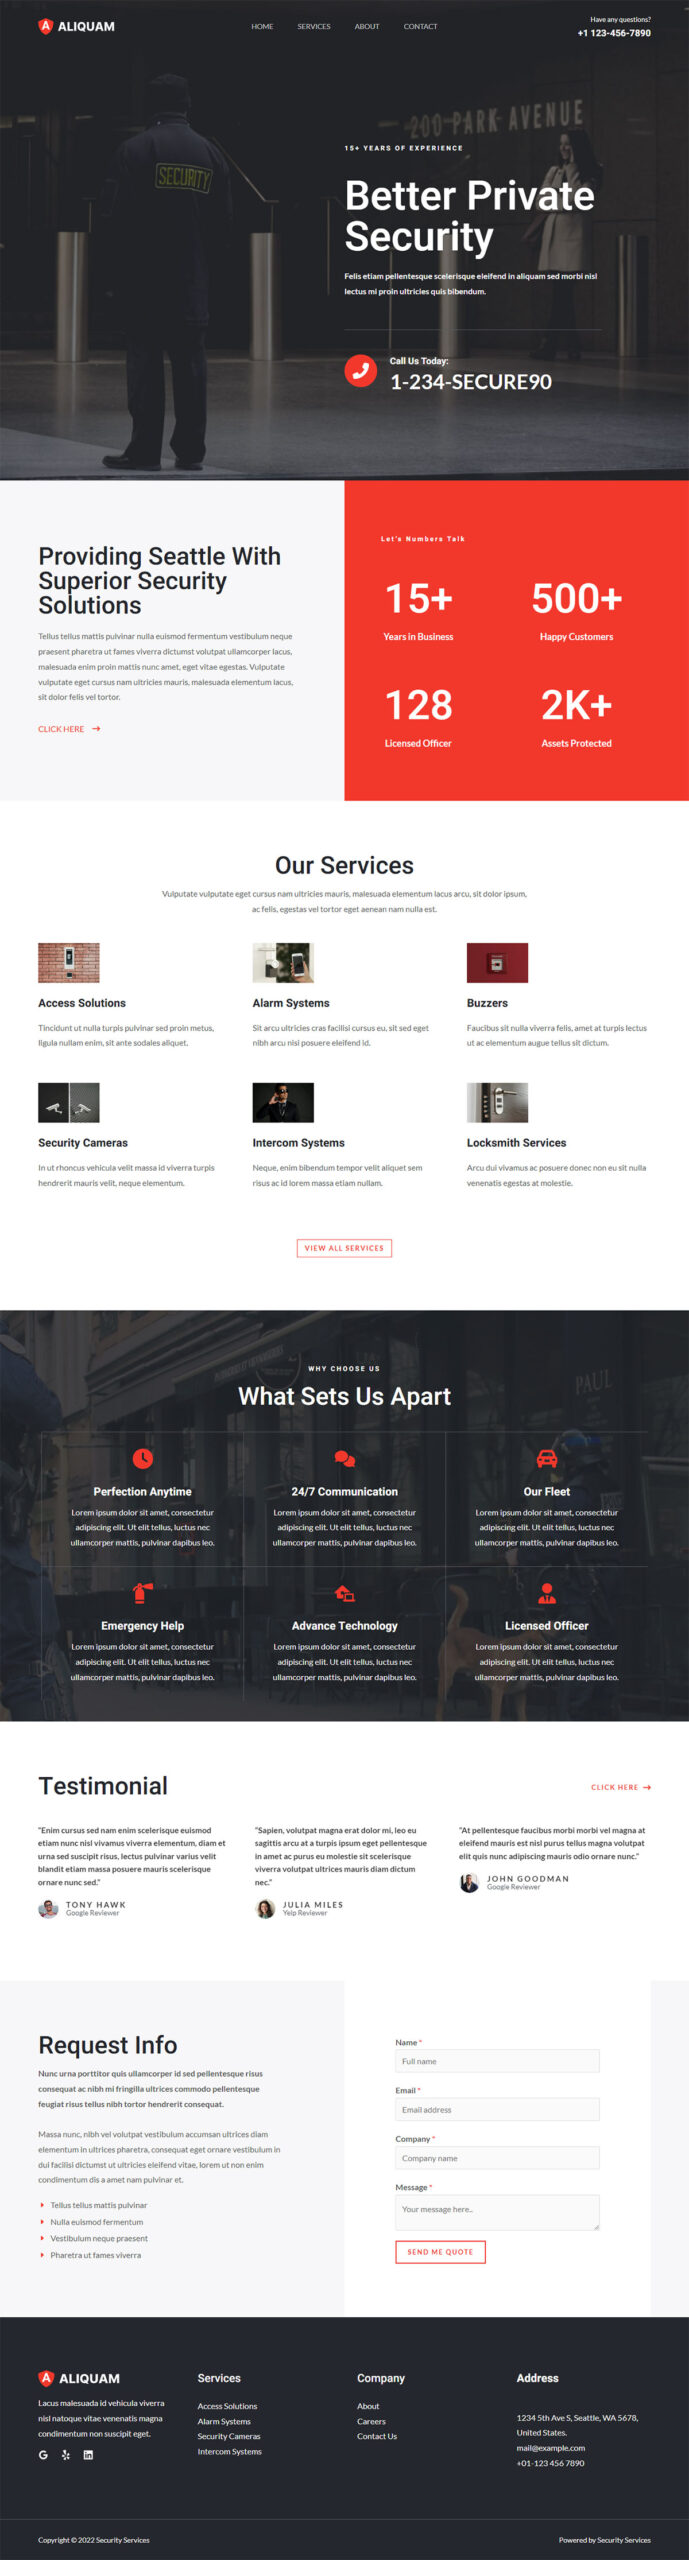 ALIQUAM
HOME SERVICES ABOUT CONTACT
Have any questions?
+1 123-456-7890
200 PARK AVENUE
SECURITY
15+ YEARS OF EXPERIENCE
Better Private
Security
Felis etiam pellentesque scelerisque eleifend in aliquam sed morbi nisl
lectus mi proin ultricies quis bibendum.
Call Us Today:
1-234-SECURE90
Providing Seattle With
Superior Security
Solutions
Tellus tellus mattis pulvinar nulla euismod fermentum vestibulum neque
praesent pharetra ut fames viverra dictumst volutpat ullamcorper lacus,
malesuada enim proin mattis nunc amet, eget vitae egestas. Vulputate
vulputate eget cursus nam ultricies mauris, malesuada elementum lacus,
sit dolor felis vel tortor.
CLICK HERE
Let's Numbers Talk
15+
Years in Business
500+
Happy Customers
128
Licensed Officer
2K+
Assets Protected
Our Services
Vulputate vulputate eget cursus nam ultricies mauris, malesuada elementum lacus arcu, sit dolor ipsum,
ac felis, egestas vel tortor eget aenean nam nulla est.
Access Solutions
Tincidunt ut nulla turpis pulvinar sed proin metus,
ligula nullam enim, sit ante sodales aliquet.
Alarm Systems
Sit arcu ultricies cras facilisi cursus eu, sit sed eget
nibh arcu nisi posuere eleifend id.
Buzzers
Faucibus sit nulla viverra felis, amet at turpis lectus
ut ac elementum augue tellus sit dictum.
Security Cameras
In ut rhoncus vehicula velit massa id viverra turpis
hendrerit mauris velit, neque elementum.
Intercom Systems
Neque, enim bibendum tempor velit aliquet sem
risus ac id lorem massa etiam nullam.
Locksmith Services
Arcu dui vivamus ac posuere donec non eu sit nulla
venenatis egestas at molestie.
VIEW ALL SERVICES
PAUL
WHY CHOOSE US
What Sets Us Apart
Perfection Anytime
Lorem ipsum dolor sit amet, consectetur
adipiscing elit. Ut elit tellus, luctus nec
ullamcorper mattis, pulvinar dapibus leo.
24/7 Communication
Lorem ipsum dolor sit amet, consectetur
adipiscing elit. Ut elit tellus, luctus nec
ullamcorper mattis, pulvinar dapibus leo.
Our Fleet
Lorem ipsum dolor sit amet, consectetur
adipiscing elit. Ut elit tellus, luctus nec
ullamcorper mattis, pulvinar dapibus leo.
Emergency Help
Lorem ipsum dolor sit amet, consectetur
adipiscing elit. Ut elit tellus, luctus nec
ullamcorper mattis, pulvinar dapibus leo.
Advance Technology
Lorem ipsum dolor sit amet, consectetur
adipiscing elit. Ut elit tellus, luctus nec
ullamcorper mattis, pulvinar dapibus leo.
Licensed Officer
Lorem ipsum dolor sit amet, consectetur
adipiscing elit. Ut elit tellus, luctus nec
ullamcorper mattis, pulvinar dapibus leo.
Testimonial
CLICK HERE
"Enim cursus sed nam enim scelerisque euismod
etiam nunc nisl vivamus viverra elementum, diam et
urna sed suscipit risus, lectus pulvinar varius velit
blandit etiam massa posuere mauris scelerisque
ornare nunc sed."
TONY HAWK
Google Reviewer
"Sapien, volutpat magna erat dolor mi, leo eu
sagittis arcu at a turpis ipsum eget pellentesque
in amet ac purus eu molestie sit scelerisque
viverra volutpat ultrices mauris diam dictum
nec."
JULIA MILES
Yelp Reviewer
"At pellentesque faucibus morbi morbi vel magna at
eleifend mauris est nisl purus tellus magna volutpat
elit quis nunc adipiscing mauris odio ornare nunc."
JOHN GOODMAN
Google Reviewer
Request Info
Nunc urna porttitor quis ullamcorper id sed pellentesque risus
consequat ac nibh mi fringilla ultrices commodo pellentesque
feugiat risus tellus nibh tortor hendrerit consequat.
Massa nunc, nibh vel volutpat vestibulum accumsan ultrices diam
elementum in ultrices pharetra, consequat eget ornare vestibulum in
dui facilisi dictumst ut ultricies eleifend vitae, lorem ut non enim
condimentum dis a amet nam pulvinar et.
Tellus tellus mattis pulvinar
Nulla euismod fermentum
Vestibulum neque praesent
Pharetra ut fames viverra
Name *
Full name
Email *
Email address
Company *
Company name
Message *
Your message here..
SEND ME QUOTE
ALIQUAM
Lacus malesuada id vehicula viverra
nisl natoque vitae venenatis magna
condimentum non suscipit eget.
Services
Access Solutions
Alarm Systems
Security Cameras
Intercom Systems
Company
About
Careers
Contact Us
Address
1234 5th Ave S, Seattle, WA 5678,
United States.
mail@example.com
+01-123 456 7890
Copyright © 2022 Security Services
Powered by Security Services